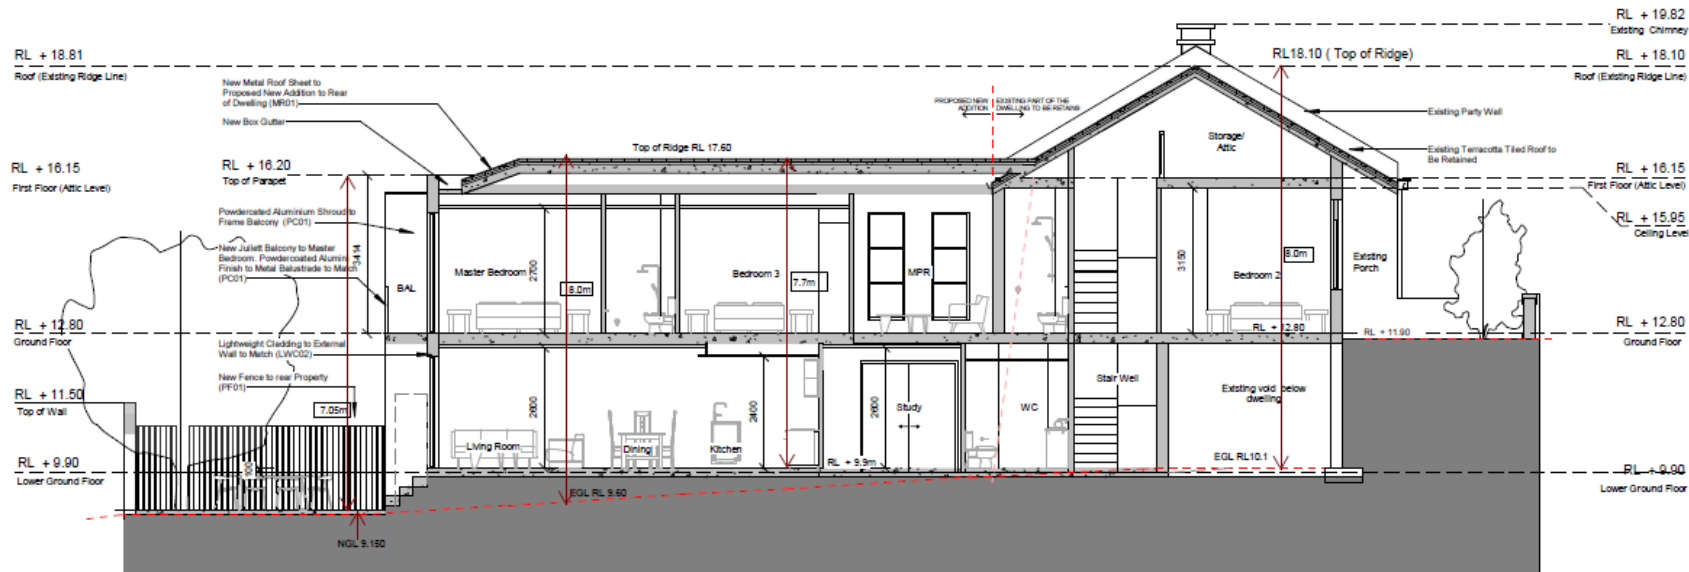 RL + 19.82
Existing Chimney
RL + 18.81
Roof (Existing Ridge Line)
RL18.10 ( Top of Ridge)
RL + 18.10
Roof (Existing Ridge Line)
New Metal Roof Sheet to
Proposed New Addition to Rear
of Dwelling (MR01)
New Box Gutter
PROPOSED NEW
ADDITION
EXISTING PART OF THE
DWELLING TO BE RETAINS
Existing Party Wall
Storage/
Attic
Top of Ridge RL 17.60
Existing Terracotta Tiled Roof to
Be Retained
RL + 16.15
First Floor (Attic Level)
RL + 16.20
Top of Parapet
RL + 16.15
First Floor (Attic Level)
RL + 15.95
Ceiling Level
Powdercated Aluminium Shroud to
Frame Balcony (PC01)
New Juliett Balcony to Master
Bedroom. Powdercoated Alumini
Finish to Metal Balustrade to Match
(PC01)
3414
BAL
Master Bedroom
2700
8.0m
Bedroom 3
7.7m
MPR
3150
Bedroom 2
8.0m
Existing
Porch
RL + 12.80
Ground Floor
RL + 12.80
RL + 11.90
RL + 12.80
Ground Floor
Lightweight Cledding to External
Wall to Match (LWC02)
New Fence to rear Property
(PF01)
RL + 11.50
Top of Wall
7.05m
2600
2400
2600
Study
WC
Stair Well
Existing void below
dwelling
Living Room
Dining
Kitchen
RL + 9.9m
EGL RL10.1
RL + 9.90
Lower Ground Floor
RL + 9.90
Lower Ground Floor
EGL RL 9.60
NGL 9.150